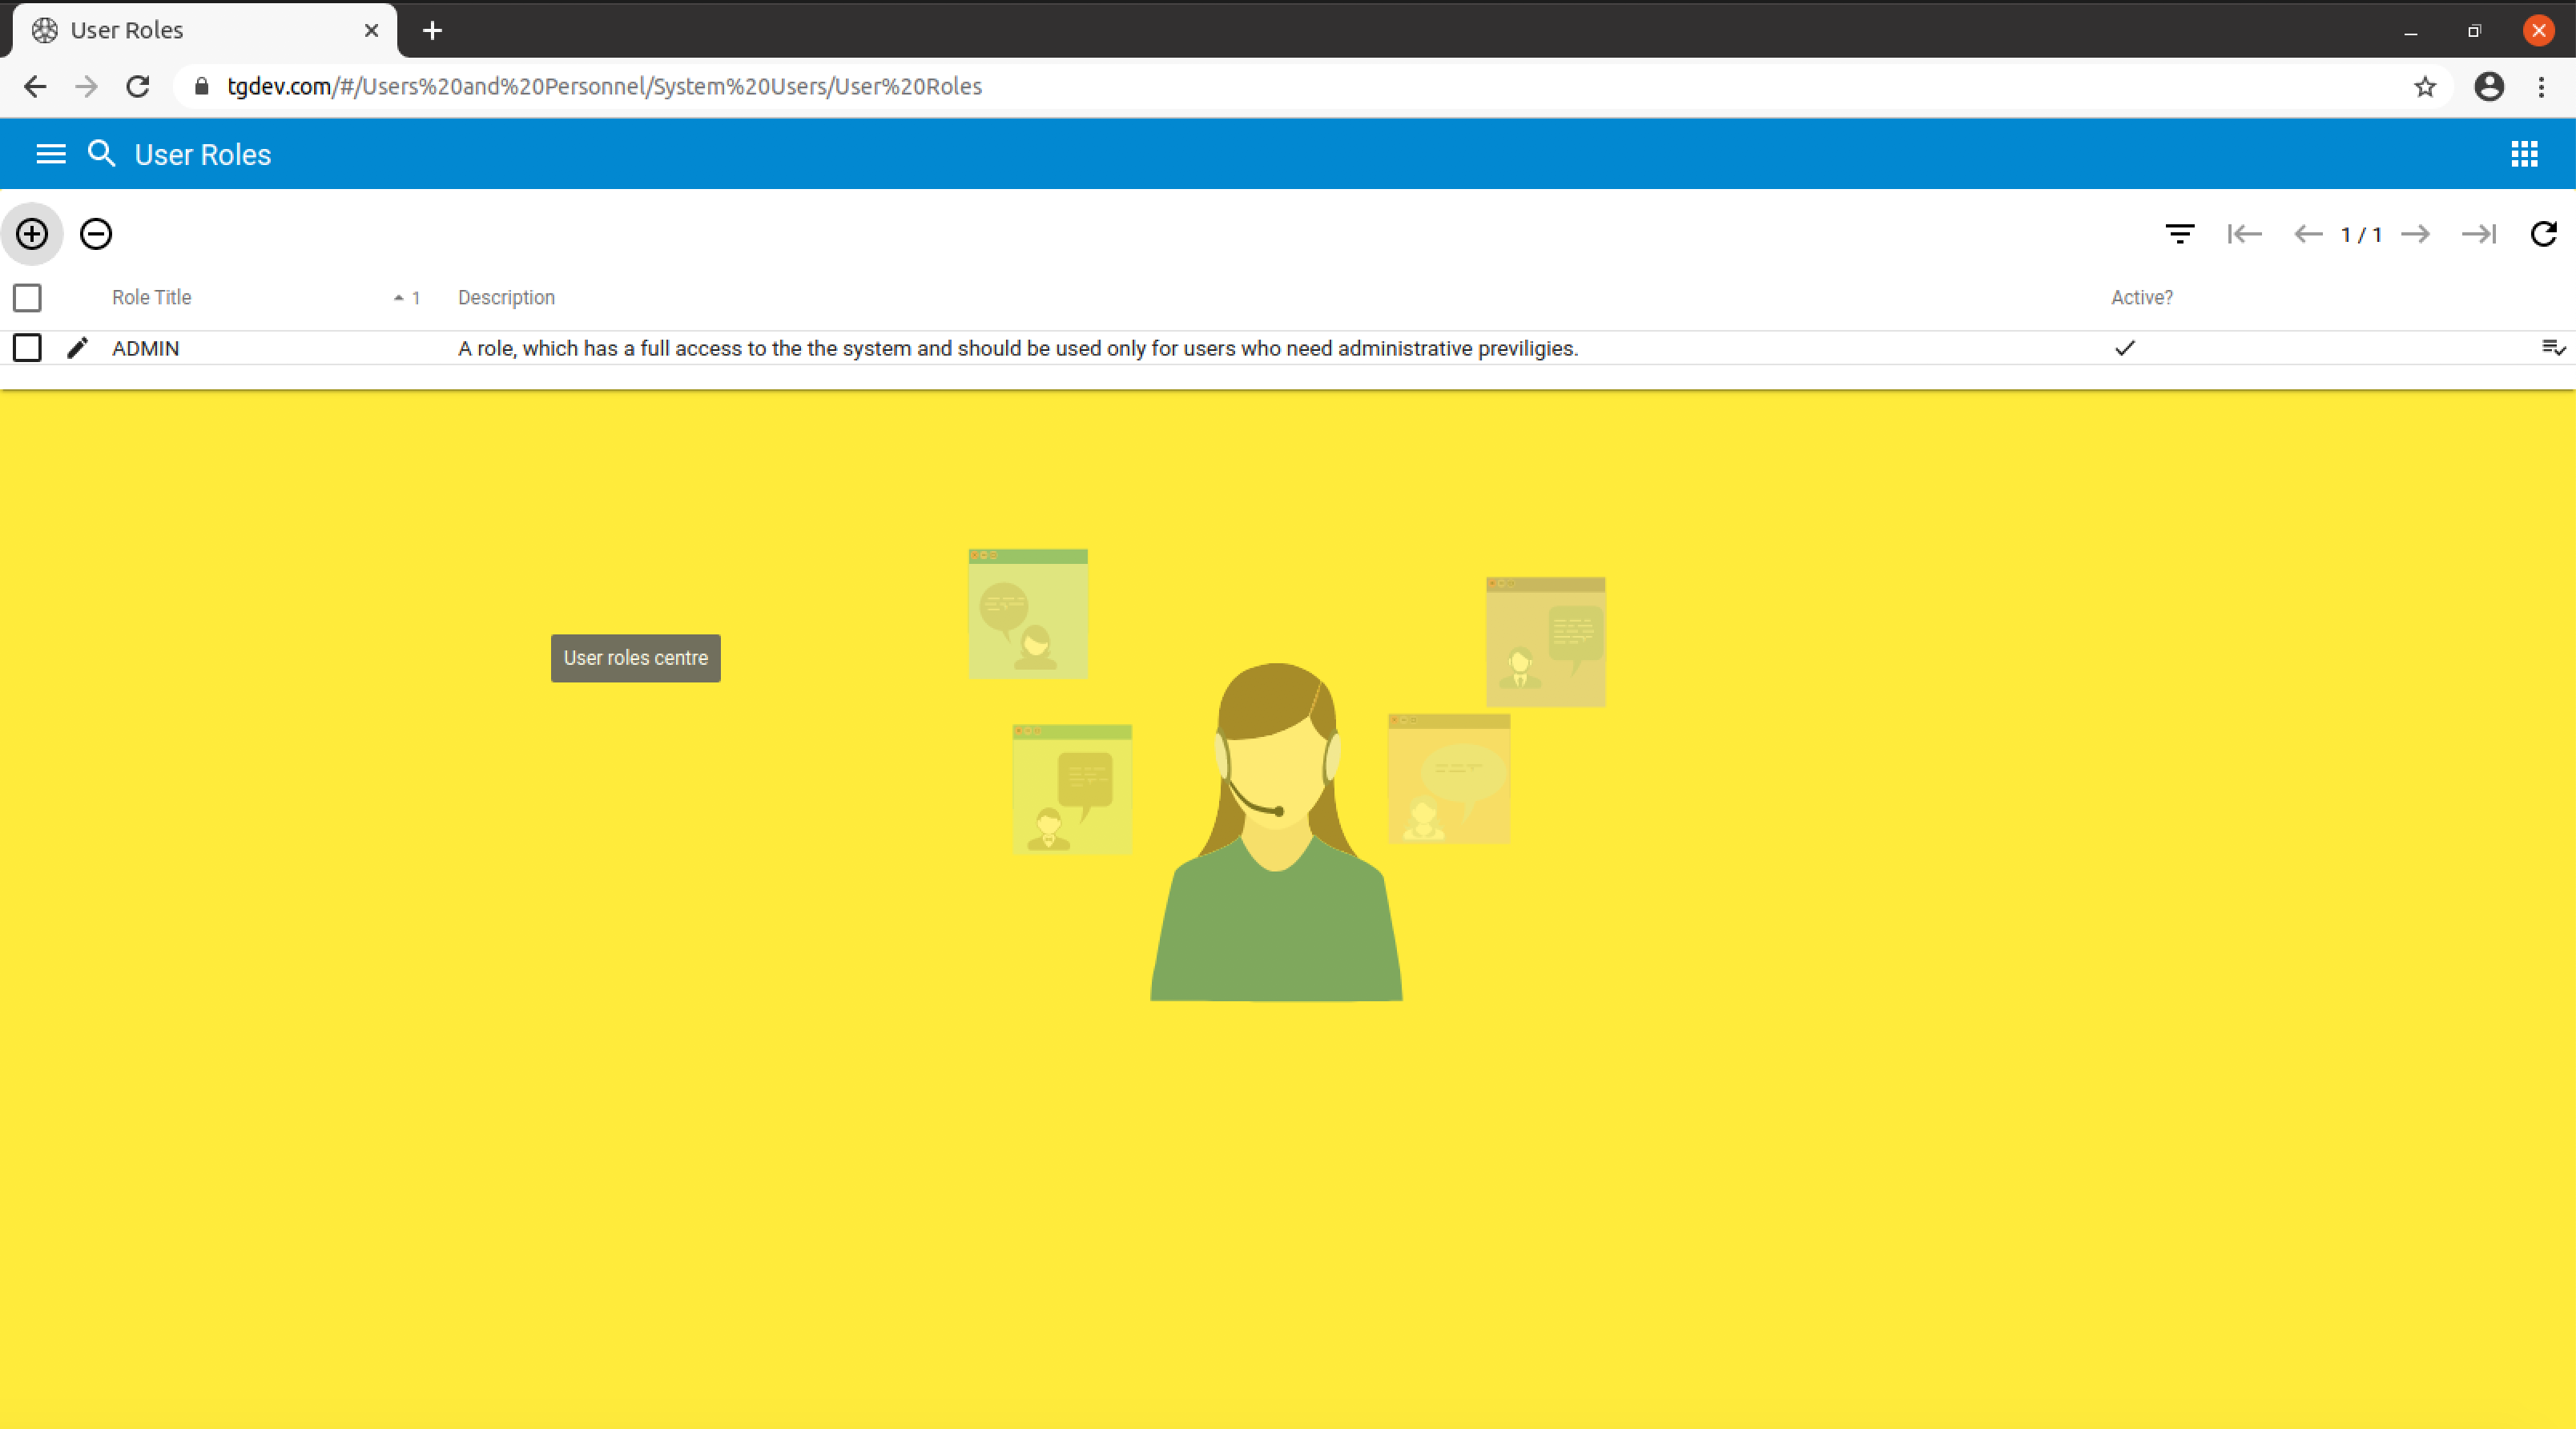 User Roles
tgdev.com/#/Users%20and%20Personnel/System%20Users/User%20Roles
User Roles
1 / 1
Role Title 1 Description Active?
ADMIN A role, which has a full access to the the system and should be used only for users who need administrative previligies.
User roles centre